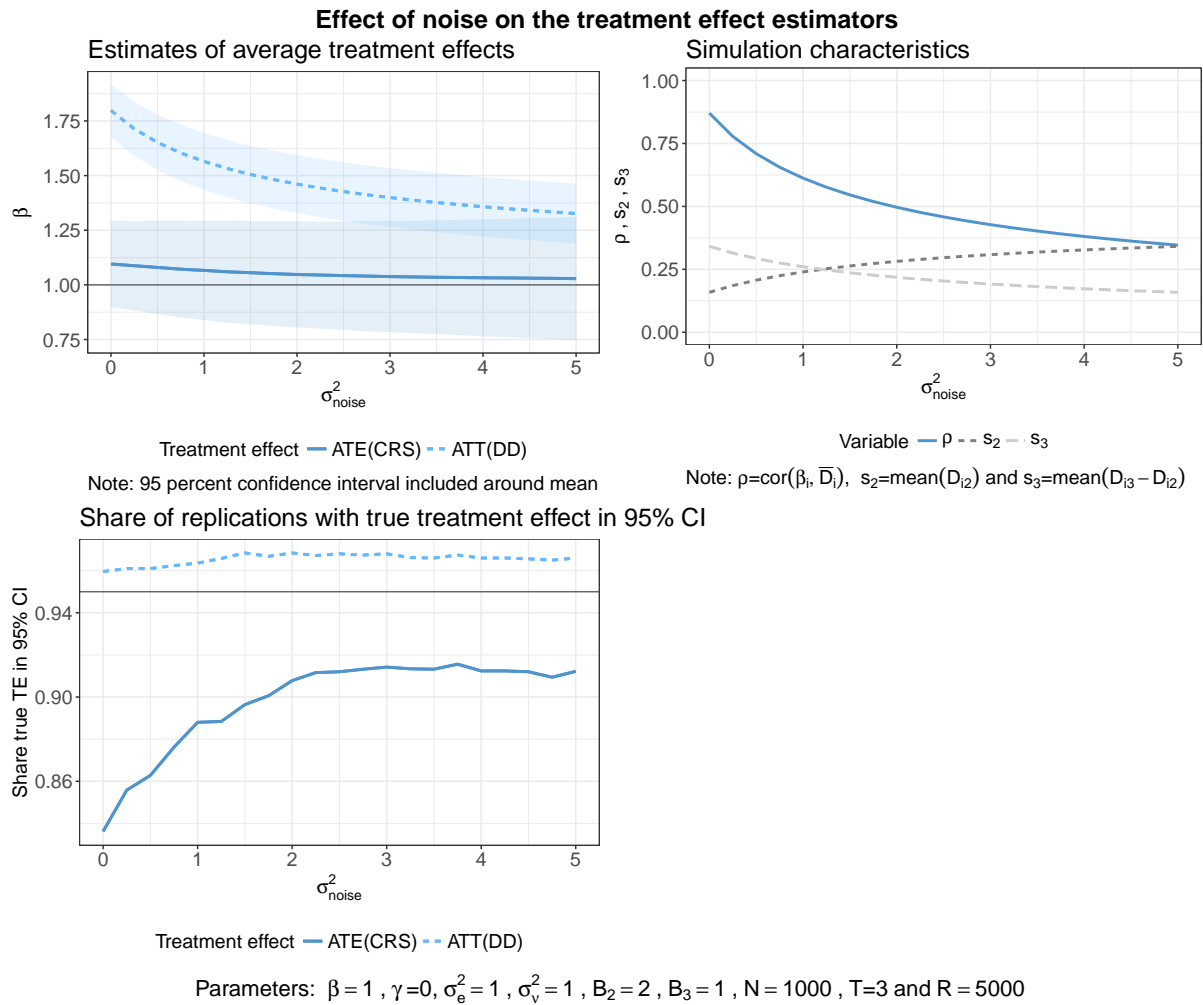 Effect of noise on the treatment effect estimators
Estimates of average treatment effects
β
1.75
1.50
1.25
1.00
0.75
0 1 2 3 4 5
σ²noise
Treatment effect ATE(CRS) ATT(DD)
Note: 95 percent confidence interval included around mean
Simulation characteristics
ρ , s₂ , s₃
1.00
0.75
0.50
0.25
0.00
0 1 2 3 4 5
σ²noise
Variable ρ s₂ s₃
Note: ρ=cor(βᵢ, D̅ᵢ), s₂=mean(Dᵢ₂) and s₃=mean(Dᵢ₃ − Dᵢ₂)
Share of replications with true treatment effect in 95% CI
Share true TE in 95% CI
0.94
0.90
0.86
0 1 2 3 4 5
σ²noise
Treatment effect ATE(CRS) ATT(DD)
Parameters: β = 1 , γ =0, σₑ² = 1 , σᵥ² = 1 , B₂ = 2 , B₃ = 1 , N = 1000 , T=3 and R = 5000